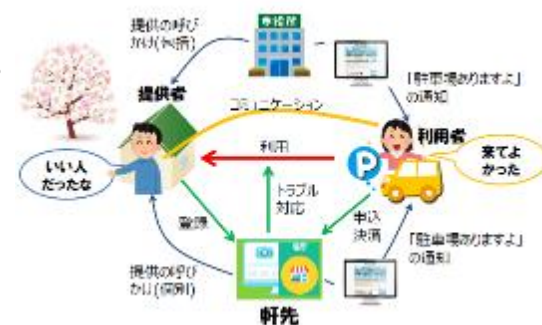 提供の呼び
かけ(包括)
市役所
「駐車場ありますよ」
の通知
提供者
コミュニケーション
利用者
利用
P
いい人
だったな
来てよ
かった
トラブル
対応
登録
申込
決済
「駐車場ありますよ」
の通知
提供の呼び
かけ(個別)
軒先